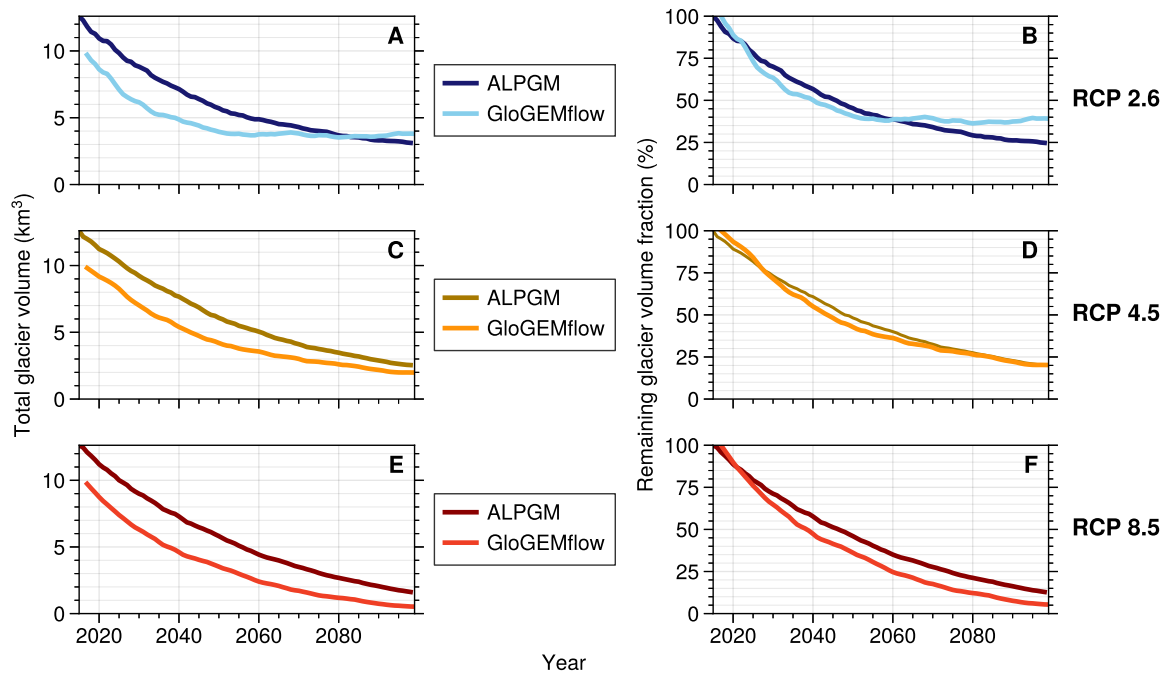 A
10
5
0
ALPGM
GloGEMflow
B
100
75
50
25
0
RCP 2.6
Total glacier volume (km³)
C
10
5
0
ALPGM
GloGEMflow
Remaining glacier volume fraction (%)
D
100
75
50
25
0
RCP 4.5
E
10
5
0
2020 2040 2060 2080
ALPGM
GloGEMflow
F
100
75
50
25
0
2020 2040 2060 2080
RCP 8.5
Year